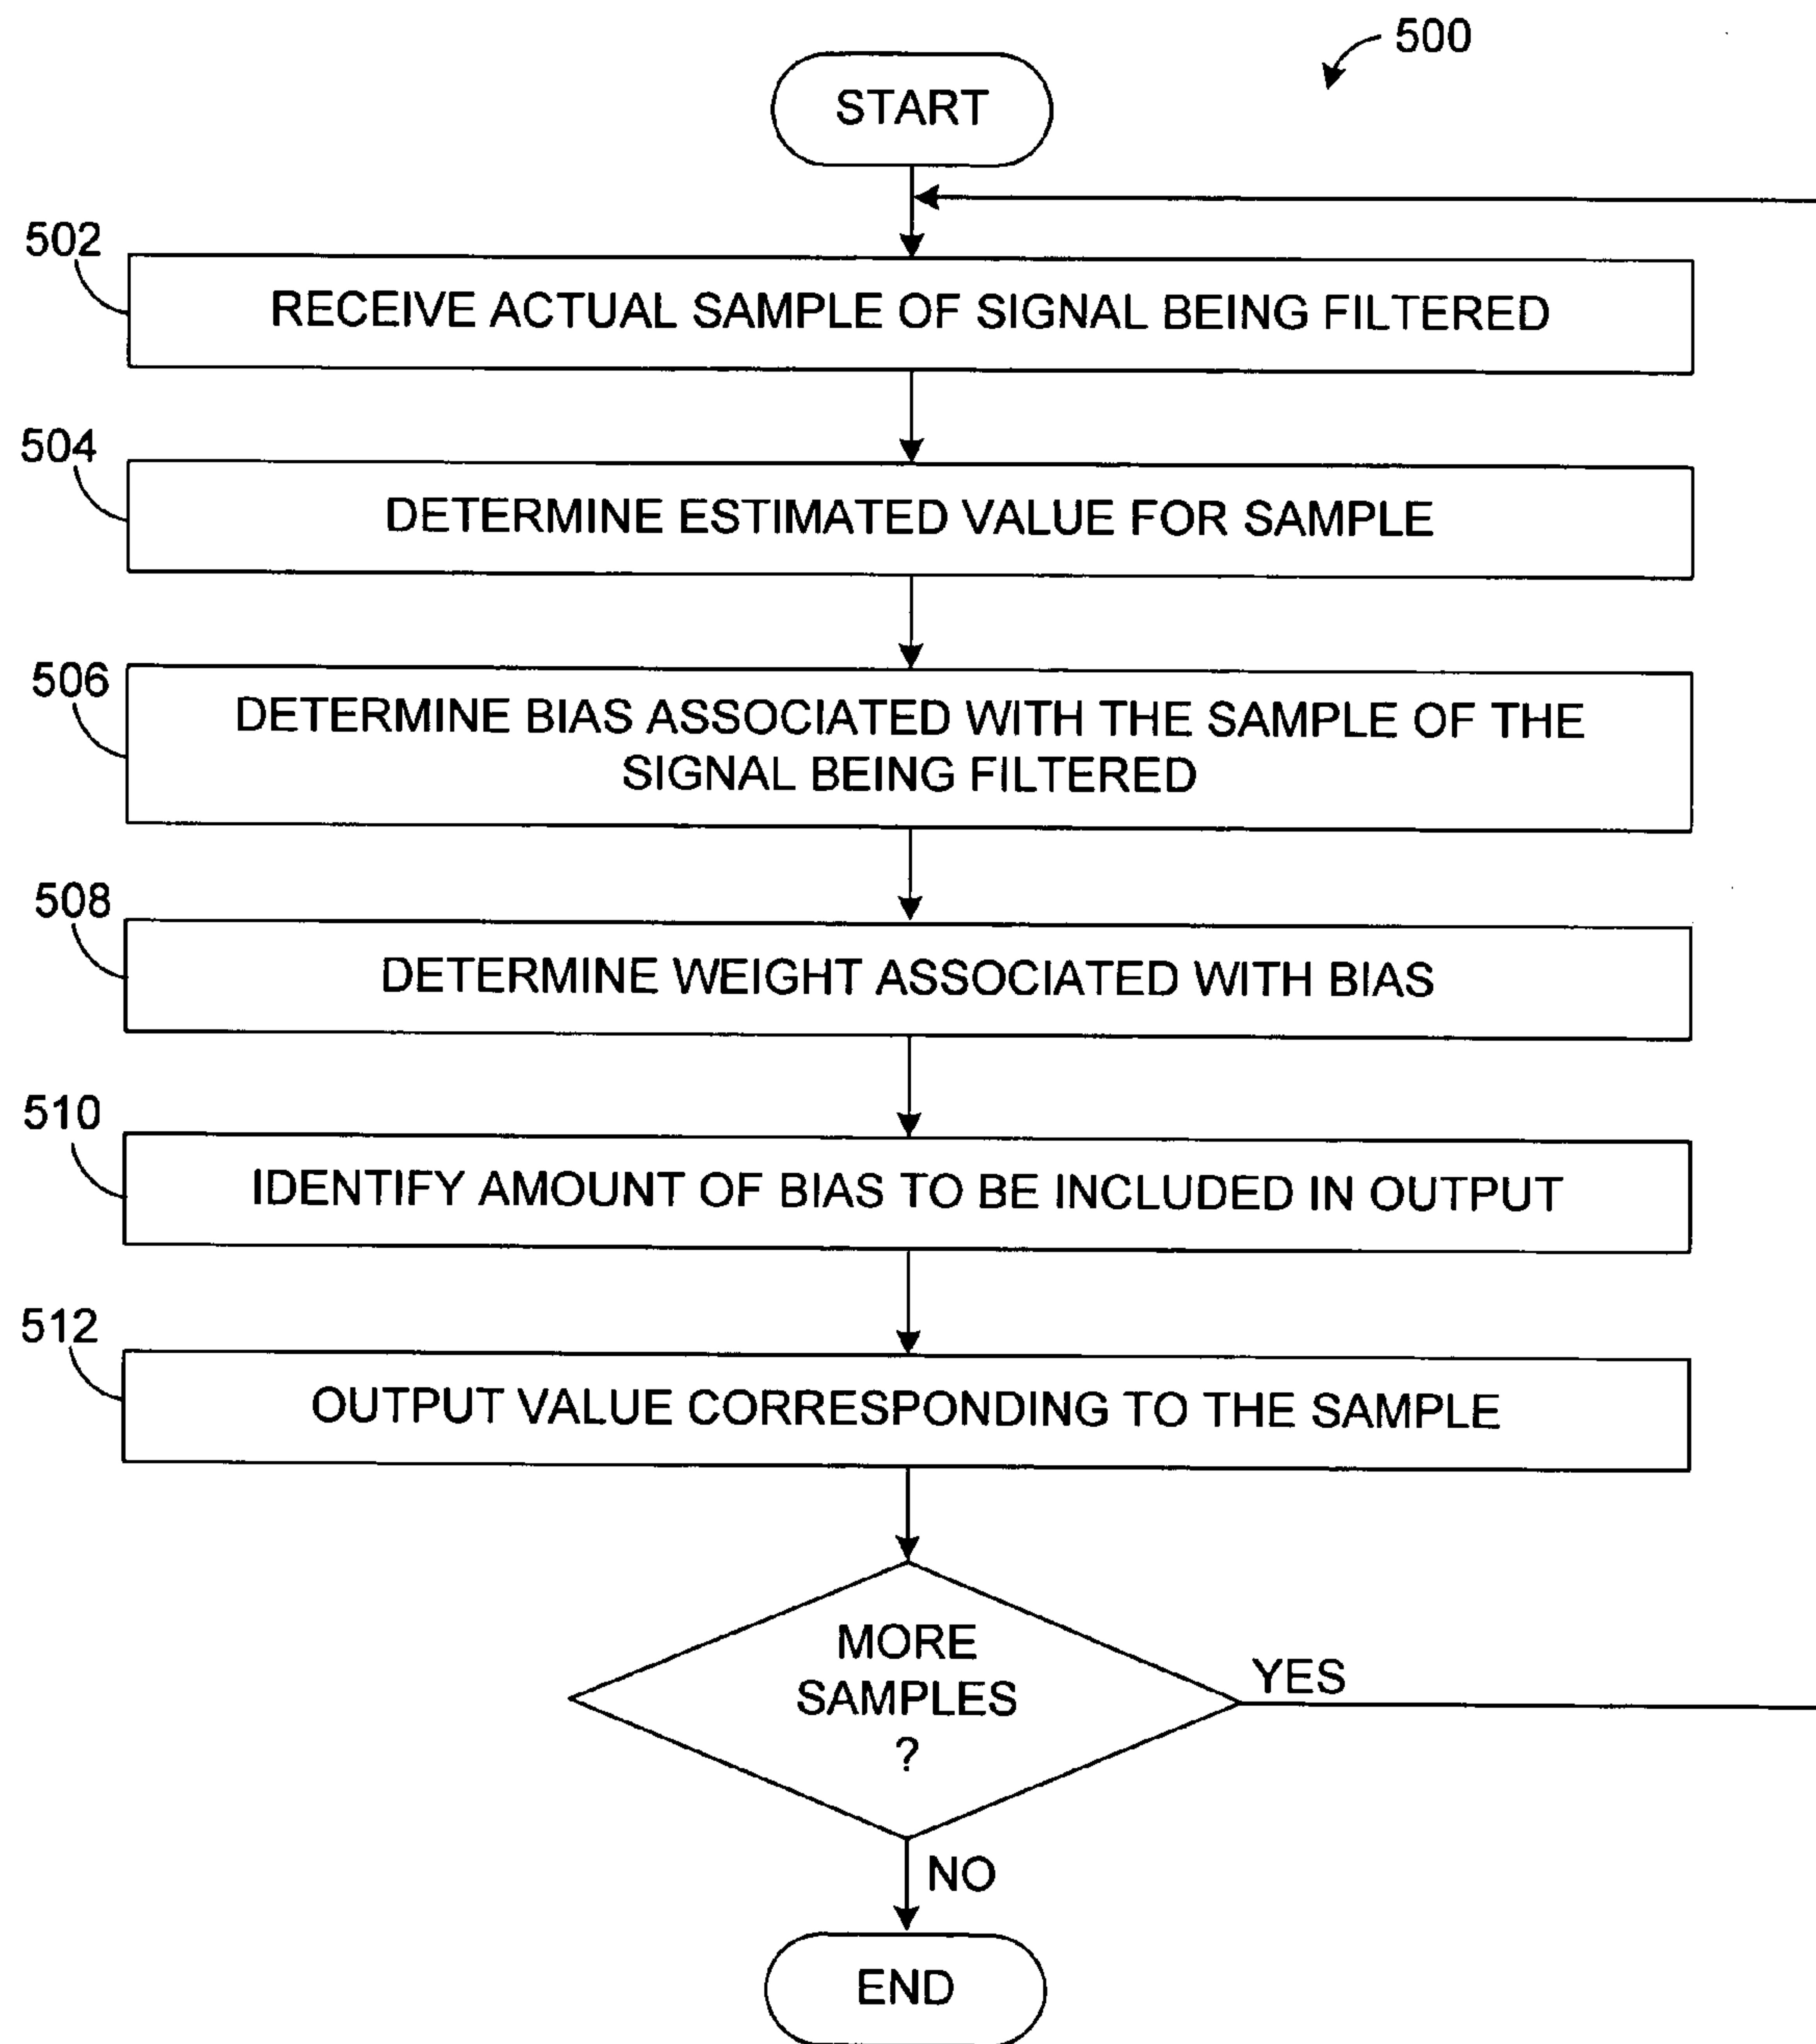 500
START
502
RECEIVE ACTUAL SAMPLE OF SIGNAL BEING FILTERED
504
DETERMINE ESTIMATED VALUE FOR SAMPLE
506
DETERMINE BIAS ASSOCIATED WITH THE SAMPLE OF THE
SIGNAL BEING FILTERED
508
DETERMINE WEIGHT ASSOCIATED WITH BIAS
510
IDENTIFY AMOUNT OF BIAS TO BE INCLUDED IN OUTPUT
512
OUTPUT VALUE CORRESPONDING TO THE SAMPLE
MORE
SAMPLES
?
YES
NO
END